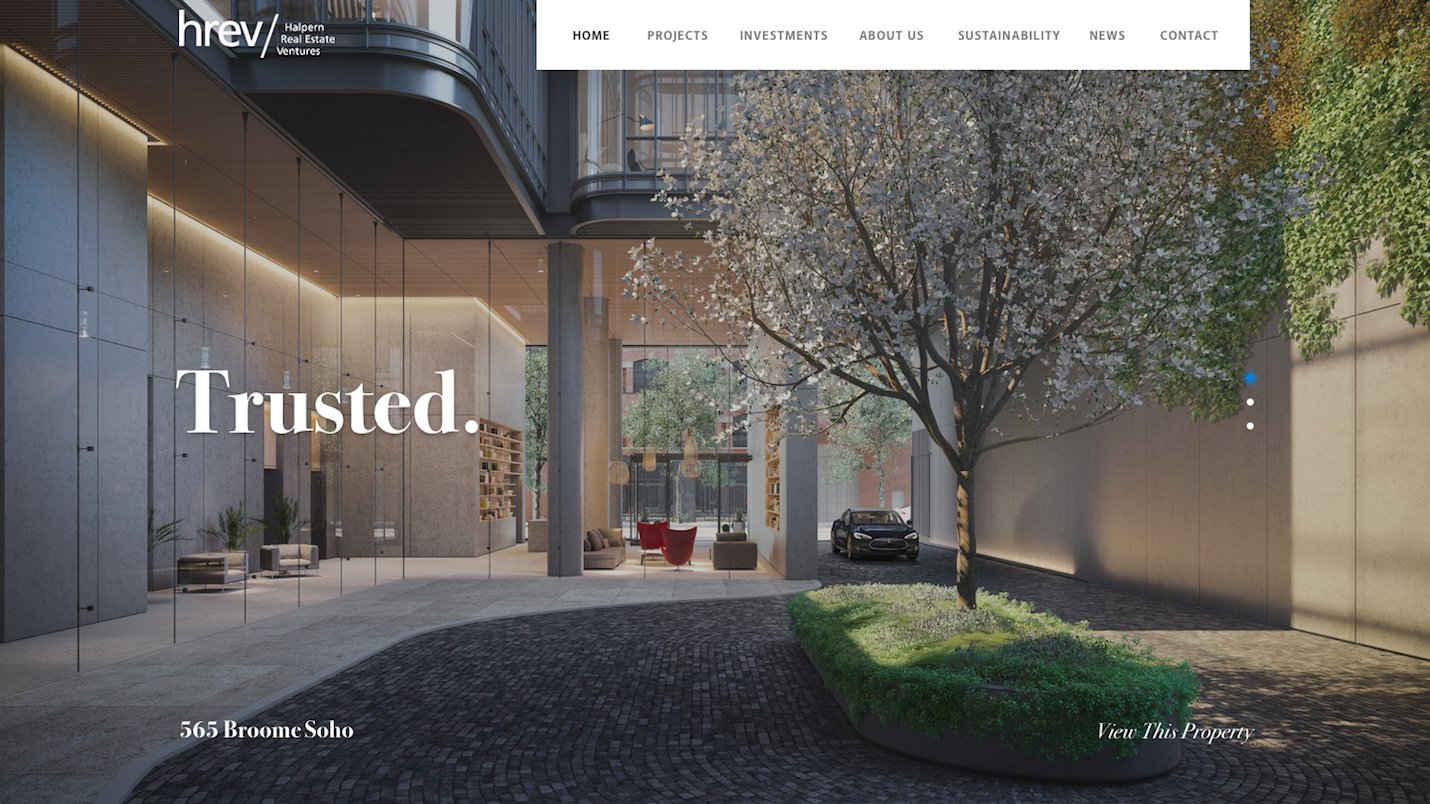 hrev/
Halpern
Real Estate
Ventures
HOME PROJECTS INVESTMENTS ABOUT US SUSTAINABILITY NEWS CONTACT
Trusted.
565 Broome Soho
View This Property